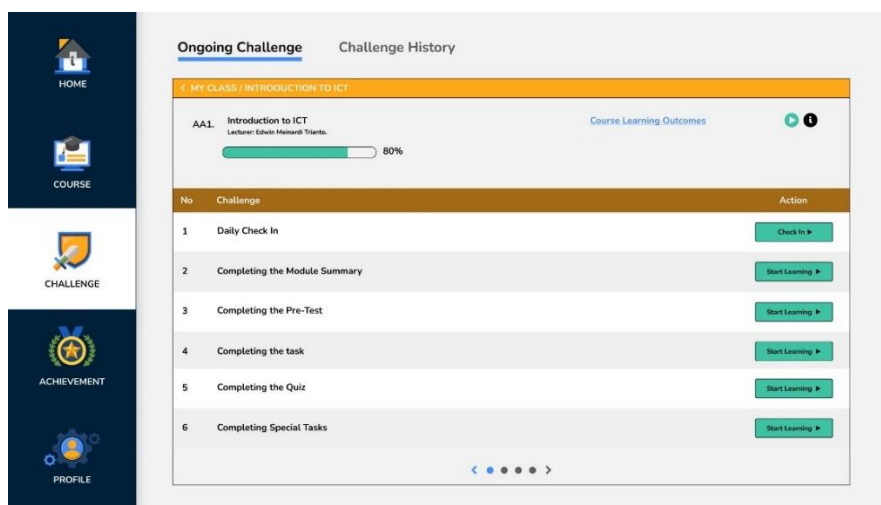 HOME
COURSE
CHALLENGE
ACHIEVEMENT
PROFILE
Ongoing Challenge Challenge History
< MY CLASS / INTRODUCTION TO ICT
AA1. Introduction to ICT Course Learning Outcomes
Lecturer: Edwin Meinardi Trianto.
80%
No Challenge Action
1 Daily Check In Check In
2 Completing the Module Summary Start Learning
3 Completing the Pre-Test Start Learning
4 Completing the task Start Learning
5 Completing the Quiz Start Learning
6 Completing Special Tasks Start Learning